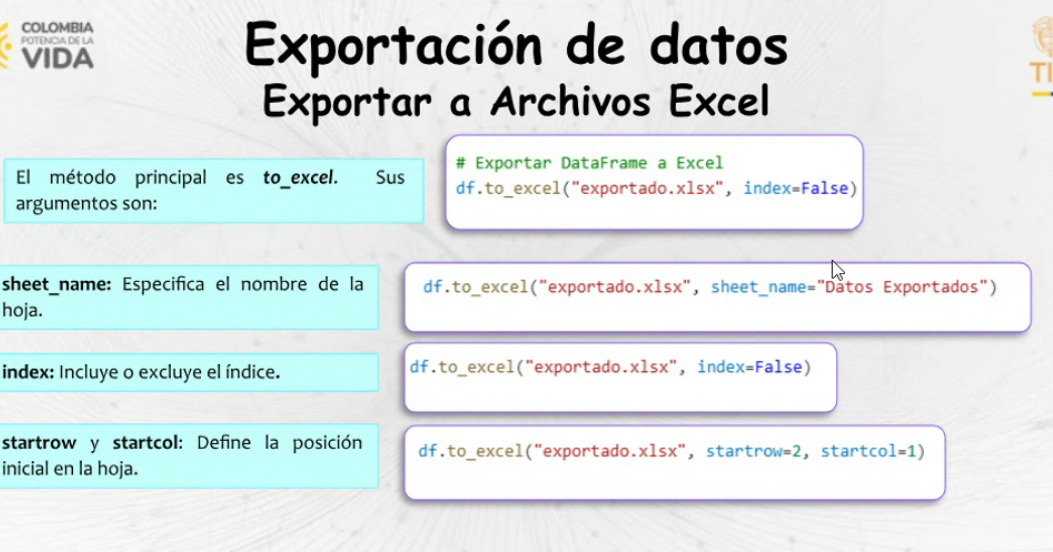 COLOMBIA
POTENCIA DE LA
VIDA
Exportación de datos
Exportar a Archivos Excel
El método principal es to_excel. Sus
argumentos son:
# Exportar DataFrame a Excel
df.to_excel("exportado.xlsx", index=False)
sheet_name: Especifica el nombre de la
hoja.
df.to_excel("exportado.xlsx", sheet_name="Datos Exportados")
index: Incluye o excluye el índice.
df.to_excel("exportado.xlsx", index=False)
startrow y startcol: Define la posición
inicial en la hoja.
df.to_excel("exportado.xlsx", startrow=2, startcol=1)